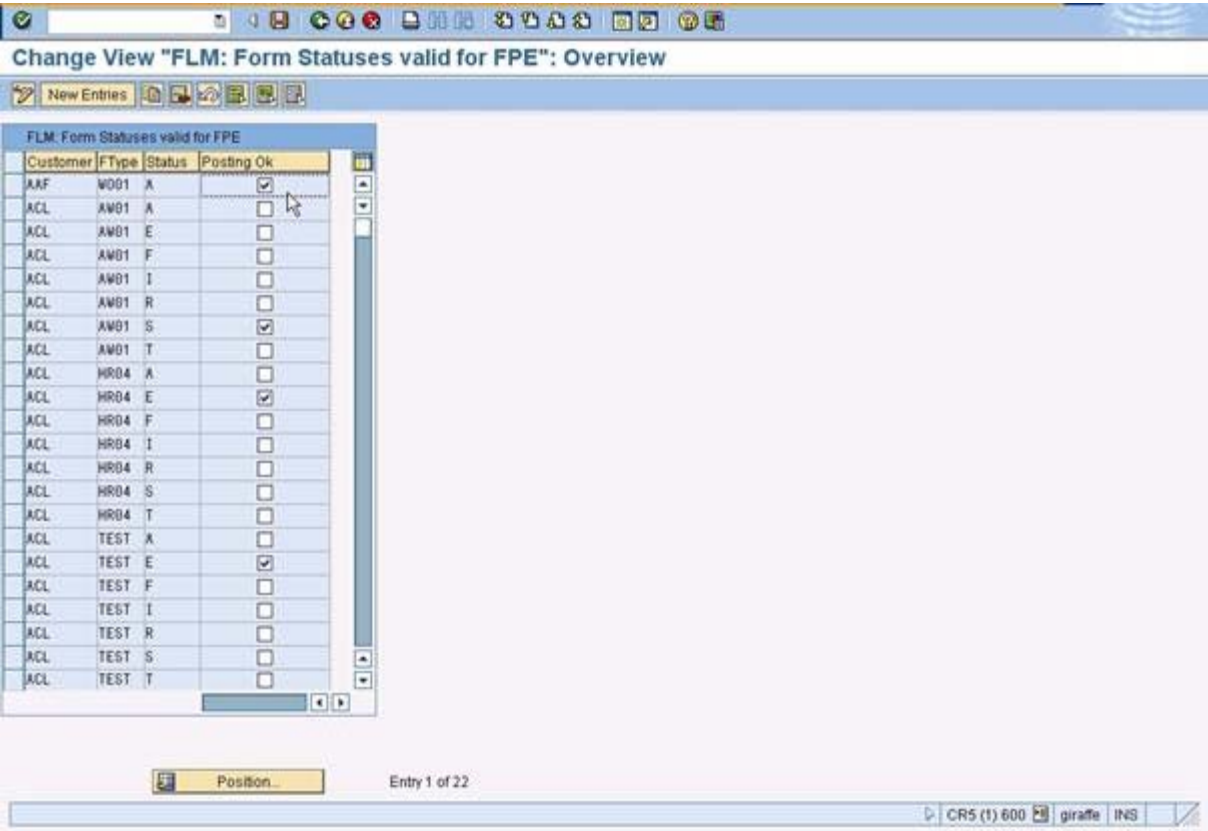 Change View "FLM: Form Statuses valid for FPE": Overview
New Entries
FLM: Form Statuses valid for FPE
Customer FType Status Posting Ok
AAF WO01 A
ACL AW01 A
ACL AW01 E
ACL AW01 F
ACL AW01 I
ACL AW01 R
ACL AW01 S
ACL AW01 T
ACL HR04 A
ACL HR04 E
ACL HR04 F
ACL HR04 I
ACL HR04 R
ACL HR04 S
ACL HR04 T
ACL TEST A
ACL TEST E
ACL TEST F
ACL TEST I
ACL TEST R
ACL TEST S
ACL TEST T
Position... Entry 1 of 22
CR5 (1) 600 giraffe INS